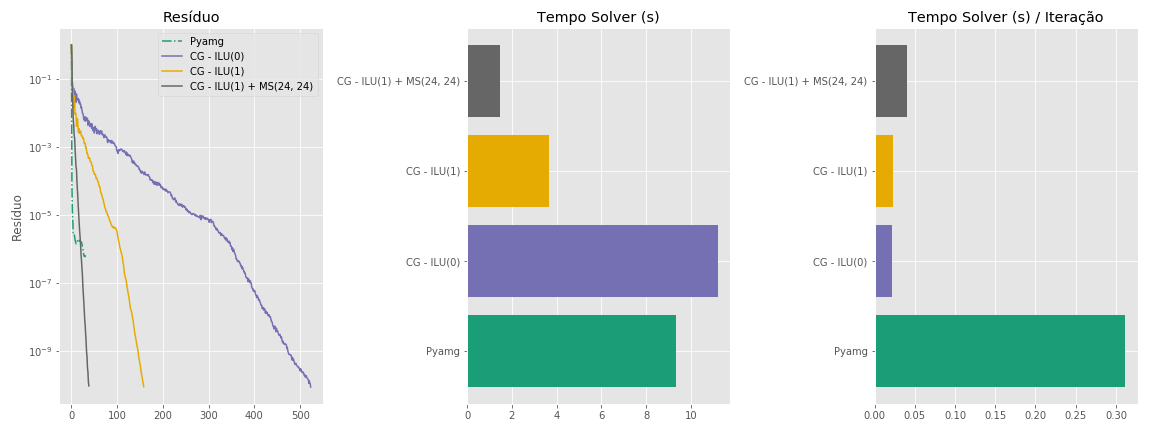 Resíduo
Resíduo
10⁻¹
10⁻³
10⁻⁵
10⁻⁷
10⁻⁹
0
100
200
300
400
500
Pyamg
CG - ILU(0)
CG - ILU(1)
CG - ILU(1) + MS(24, 24)
Tempo Solver (s)
CG - ILU(1) + MS(24, 24)
CG - ILU(1)
CG - ILU(0)
Pyamg
0
2
4
6
8
10
Tempo Solver (s) / Iteração
CG - ILU(1) + MS(24, 24)
CG - ILU(1)
CG - ILU(0)
Pyamg
0.00
0.05
0.10
0.15
0.20
0.25
0.30